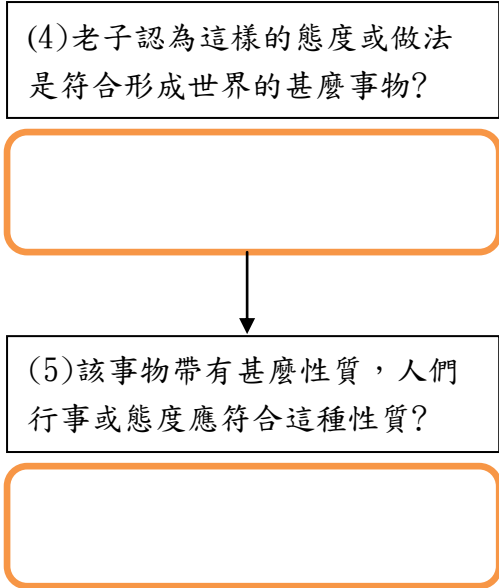 (4)老子認為這樣的態度或做法
是符合形成世界的甚麼事物?
(5)該事物帶有甚麼性質，人們
行事或態度應符合這種性質?